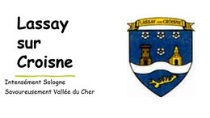 Lassay
sur
Croisne
Intensément Sologne
Savoureusement Vallée du Cher
LASSAY SUR CROISNE